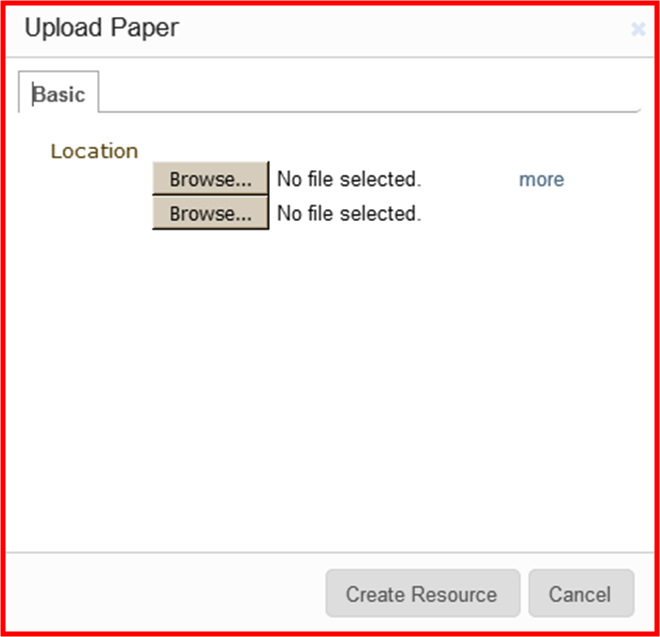 Upload Paper
Basic
Location
Browse... No file selected. more
Browse... No file selected.
Create Resource Cancel